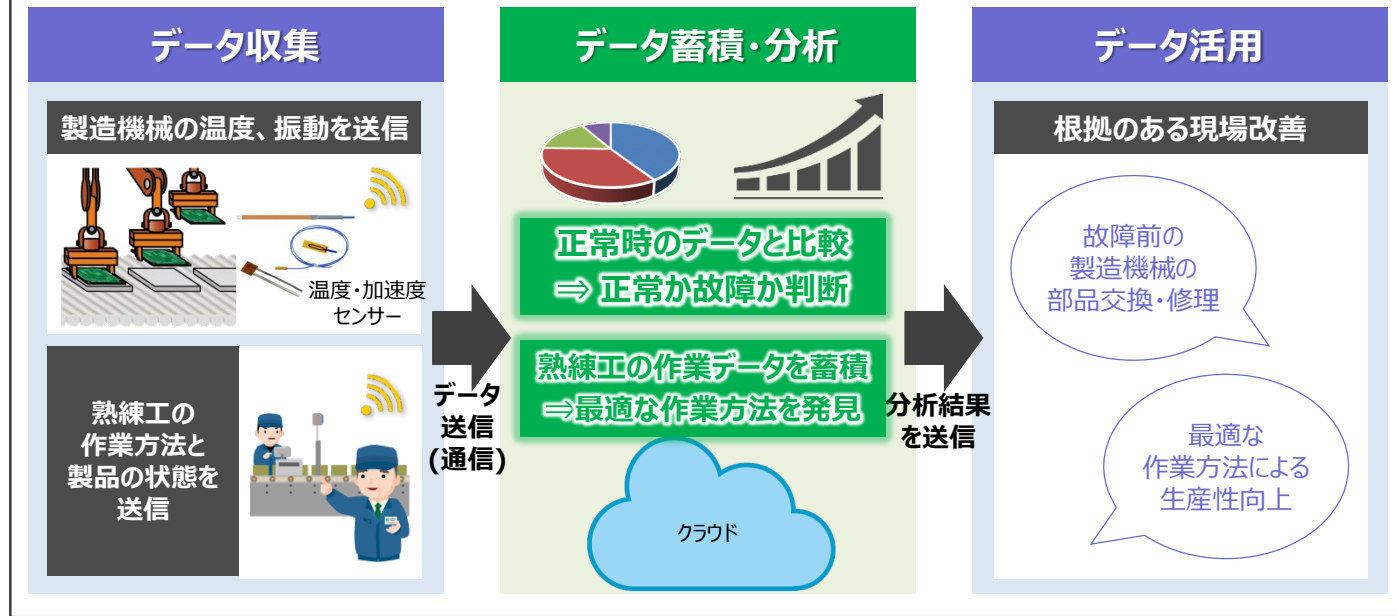 データ収集
製造機械の温度、振動を送信
温度・加速度
センサー
熟練工の
作業方法と
製品の状態を
送信
データ
送信
(通信)
データ蓄積・分析
正常時のデータと比較
⇒ 正常か故障か判断
熟練工の作業データを蓄積
⇒最適な作業方法を発見
クラウド
分析結果
を送信
データ活用
根拠のある現場改善
故障前の
製造機械の
部品交換・修理
最適な
作業方法による
生産性向上